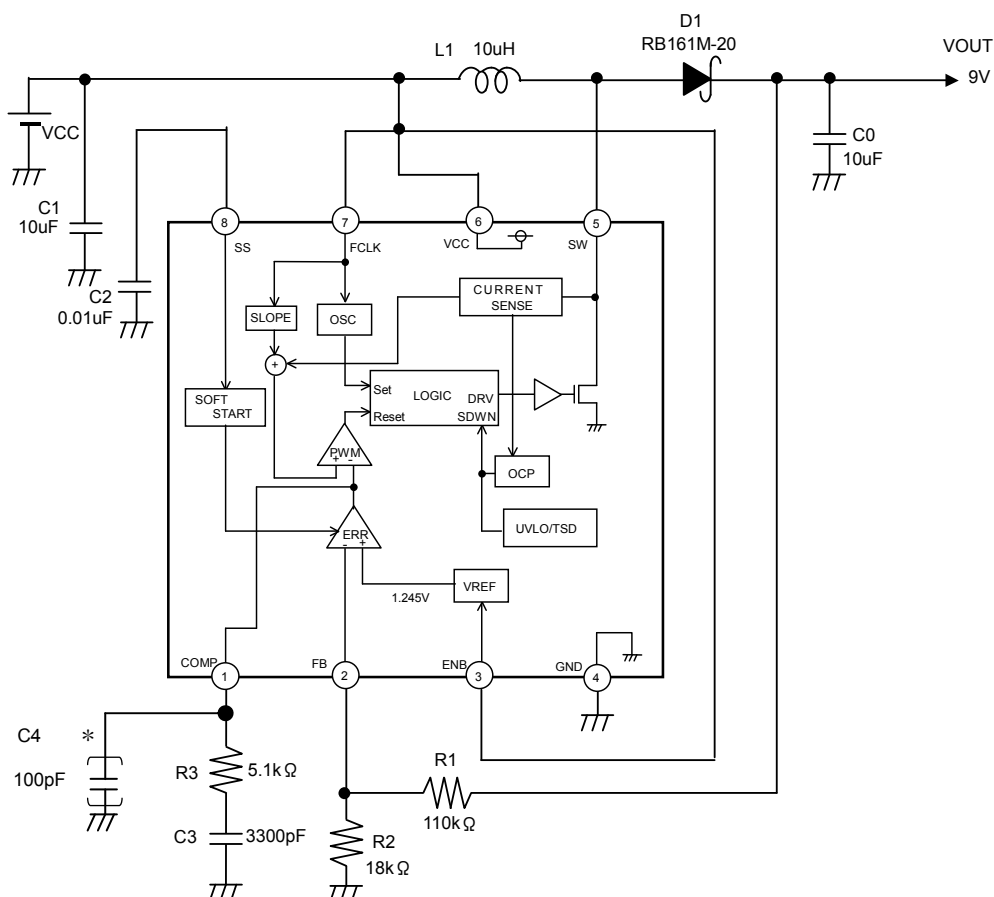 D1
RB161M-20
L1 10uH
VOUT
9V
VCC
C0
10uF
C1
10uF
C2
0.01uF
8
7
6
5
SS
FCLK
VCC
SW
CURRENT
SENSE
SLOPE
OSC
+
SOFT
START
Set
LOGIC
DRV
Reset
SDWN
PWM
+ -
OCP
ERR
- +
UVLO/TSD
1.245V
VREF
COMP
FB
ENB
GND
1
2
3
4
C4 *
100pF
R3 5.1kΩ
C3 3300pF
R1
110kΩ
R2
18kΩ